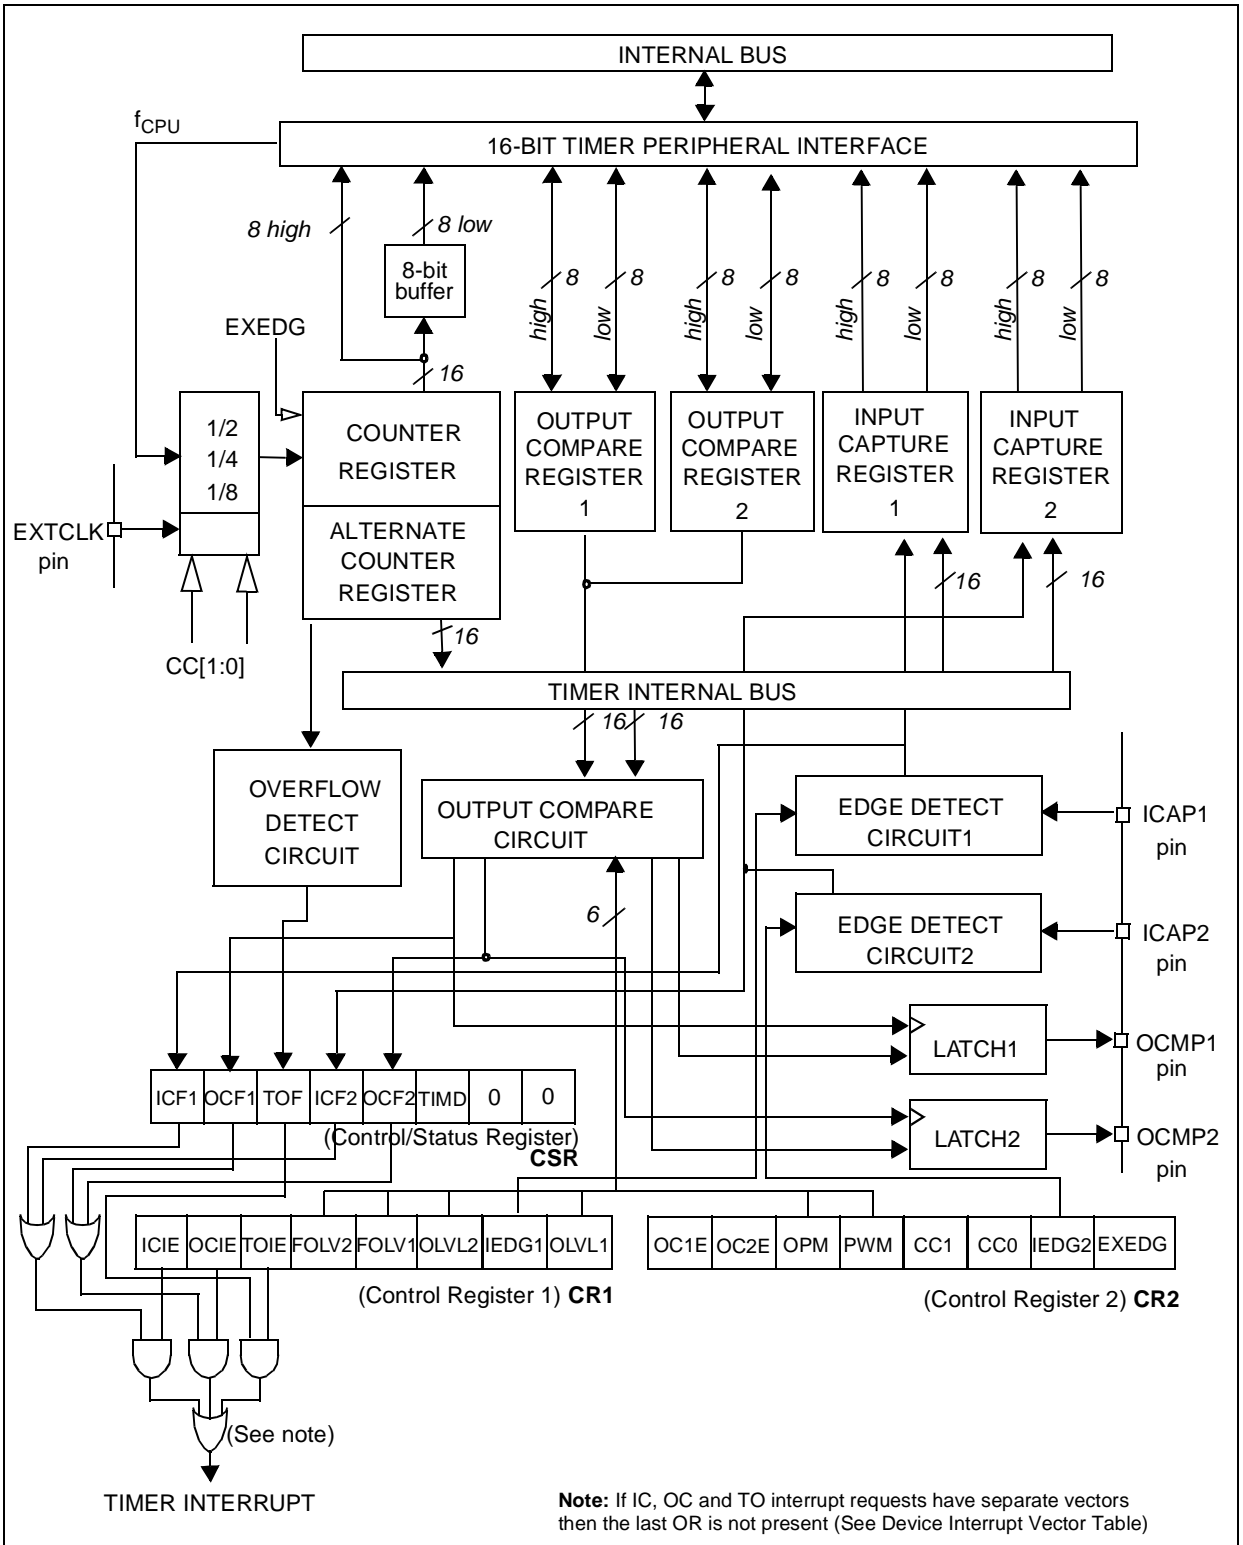 INTERNAL BUS
fCPU
16-BIT TIMER PERIPHERAL INTERFACE
8 high
8 low
8-bit
buffer
high
8
low
8
high
8
low
8
high
8
low
8
high
8
low
8
EXEDG
16
1/2
1/4
1/8
COUNTER
REGISTER
ALTERNATE
COUNTER
REGISTER
OUTPUT
COMPARE
REGISTER
1
OUTPUT
COMPARE
REGISTER
2
INPUT
CAPTURE
REGISTER
1
INPUT
CAPTURE
REGISTER
2
EXTCLK
pin
CC[1:0]
16
16
16
TIMER INTERNAL BUS
16
16
OVERFLOW
DETECT
CIRCUIT
OUTPUT COMPARE
CIRCUIT
EDGE DETECT
CIRCUIT1
ICAP1
pin
6
EDGE DETECT
CIRCUIT2
ICAP2
pin
LATCH1
OCMP1
pin
LATCH2
OCMP2
pin
ICF1 OCF1 TOF ICF2 OCF2 TIMD 0 0
(Control/Status Register)
CSR
ICIE OCIE TOIE FOLV2 FOLV1 OLVL2 IEDG1 OLVL1
(Control Register 1) CR1
OC1E OC2E OPM PWM CC1 CC0 IEDG2 EXEDG
(Control Register 2) CR2
(See note)
TIMER INTERRUPT
Note: If IC, OC and TO interrupt requests have separate vectors
then the last OR is not present (See Device Interrupt Vector Table)